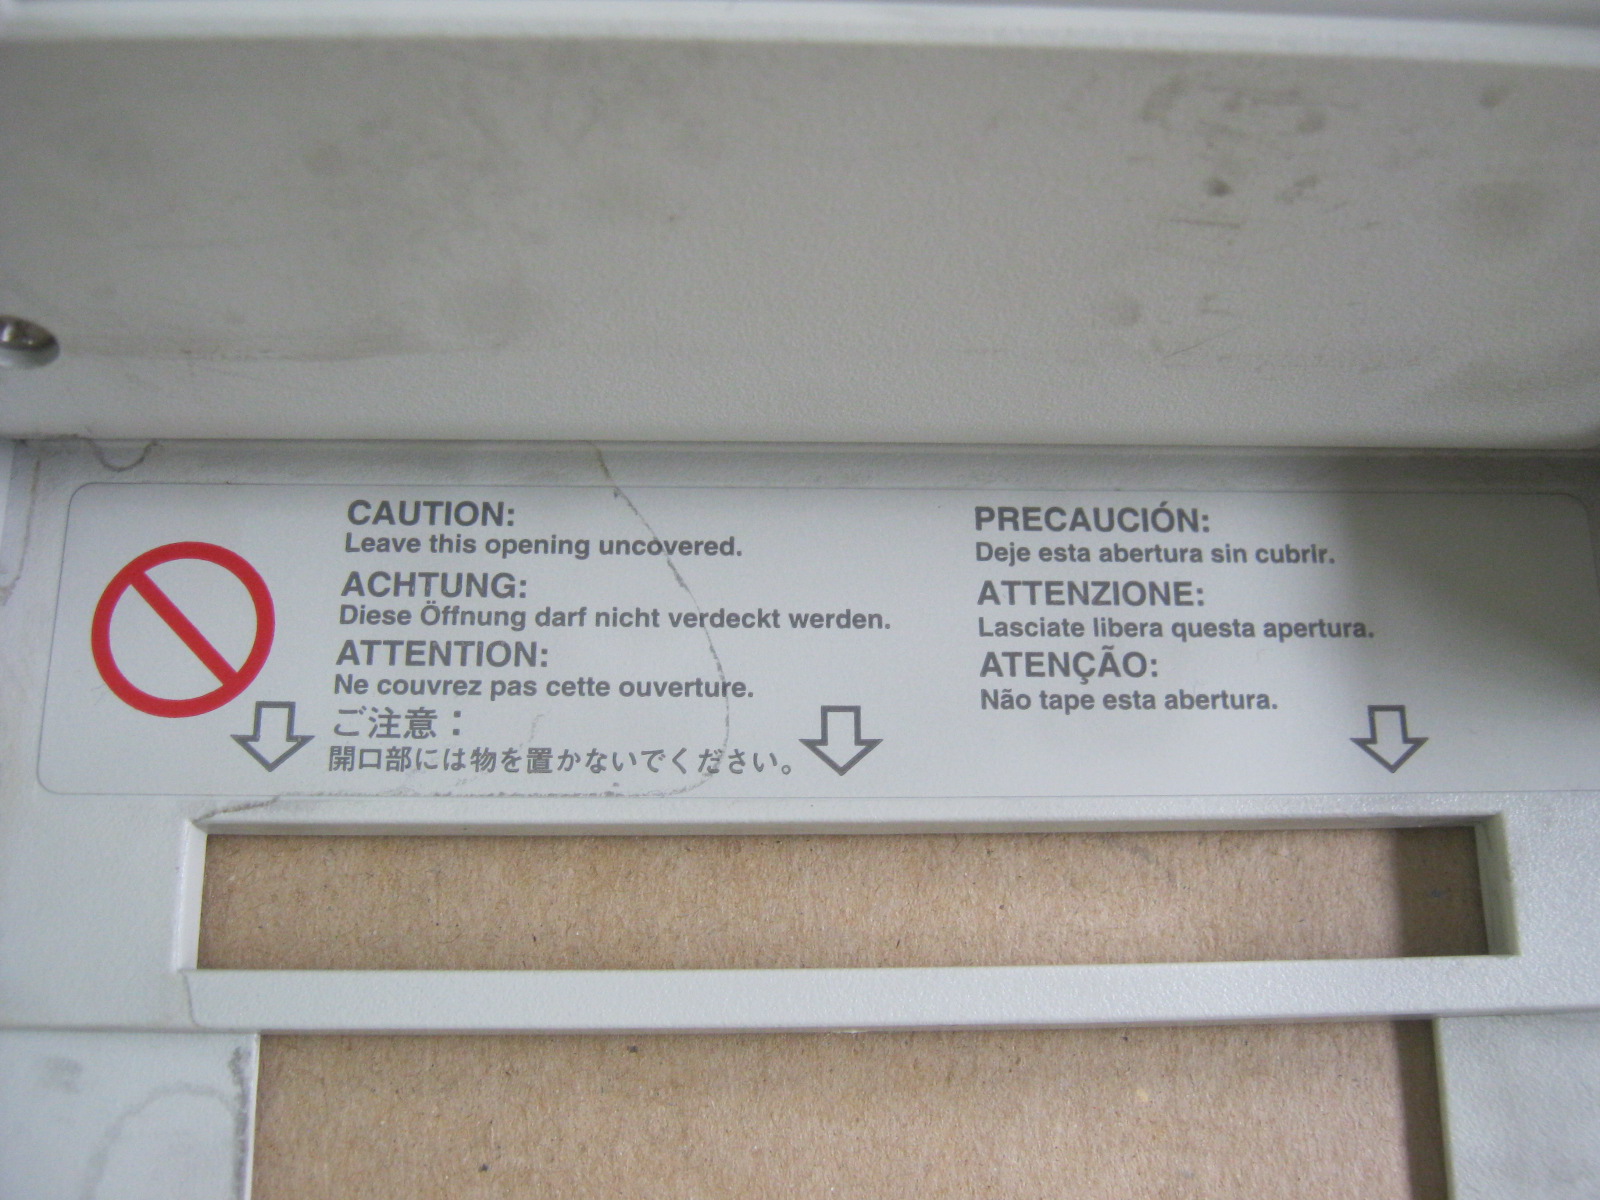 CAUTION:
Leave this opening uncovered.
ACHTUNG:
Diese Öffnung darf nicht verdeckt werden.
ATTENTION:
Ne couvrez pas cette ouverture.
ご注意：
開口部には物を置かないでください。
PRECAUCIÓN:
Deje esta abertura sin cubrir.
ATTENZIONE:
Lasciate libera questa apertura.
ATENÇÃO:
Não tape esta abertura.